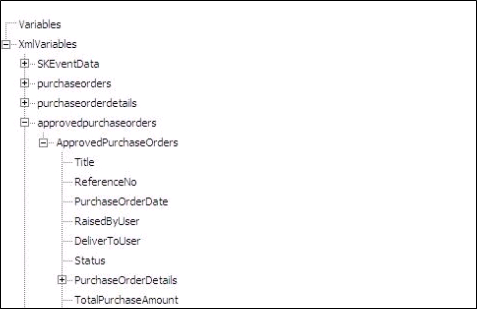 Variables
XmlVariables
SKEventData
purchaseorders
purchaseorderdetails
approvedpurchaseorders
ApprovedPurchaseOrders
Title
ReferenceNo
PurchaseOrderDate
RaisedByUser
DeliverToUser
Status
PurchaseOrderDetails
TotalPurchaseAmount